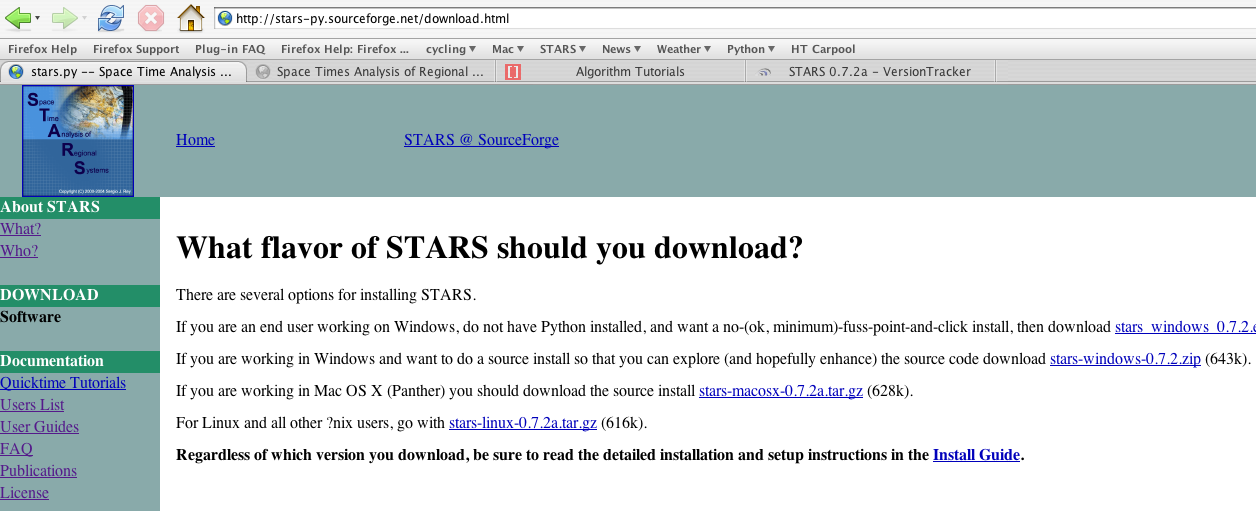 http://stars-py.sourceforge.net/download.html
Firefox Help Firefox Support Plug-in FAQ Firefox Help: Firefox ... cycling Mac STARS News Weather Python HT Carpool
stars.py -- Space Time Analysis ... Space Times Analysis of Regional ... Algorithm Tutorials STARS 0.7.2a - VersionTracker
Space
Time
Analysis of
Regional
Systems
Copyright (C) 2000-2004 Sergio J. Rey
Home STARS @ SourceForge
About STARS
What?
Who?
DOWNLOAD
Software
Documentation
Quicktime Tutorials
Users List
User Guides
FAQ
Publications
License
What flavor of STARS should you download?
There are several options for installing STARS.
If you are an end user working on Windows, do not have Python installed, and want a no-(ok, minimum)-fuss-point-and-click install, then download stars_windows_0.7.2.e
If you are working in Windows and want to do a source install so that you can explore (and hopefully enhance) the source code download stars-windows-0.7.2.zip (643k).
If you are working in Mac OS X (Panther) you should download the source install stars-macosx-0.7.2a.tar.gz (628k).
For Linux and all other ?nix users, go with stars-linux-0.7.2a.tar.gz (616k).
Regardless of which version you download, be sure to read the detailed installation and setup instructions in the Install Guide.